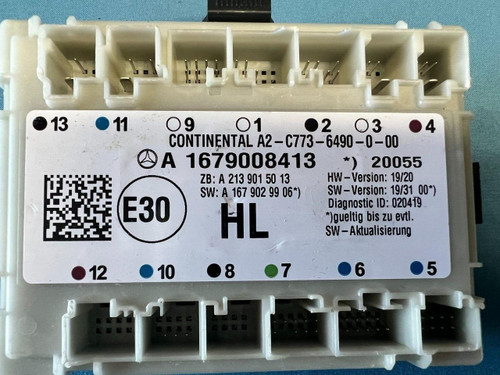 13 11 9 1 2 3 4
CONTINENTAL A2-C773-6490-0-00
A 1679008413 *) 20055
ZB: A 213 901 50 13 HW-Version: 19/20
SW: A 167 902 99 06*) SW-Version: 19/31 00*)
Diagnostic ID: 020419
E30 HL *)gueltig bis zu evtl.
SW-Aktualisierung
12 10 8 7 6 5